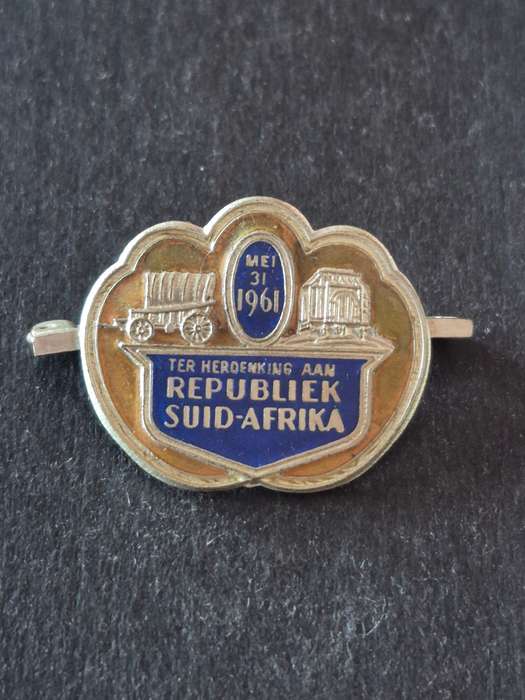 MEI
31
1961
TER HERDENKING AAN
REPUBLIEK
SUID-AFRIKA